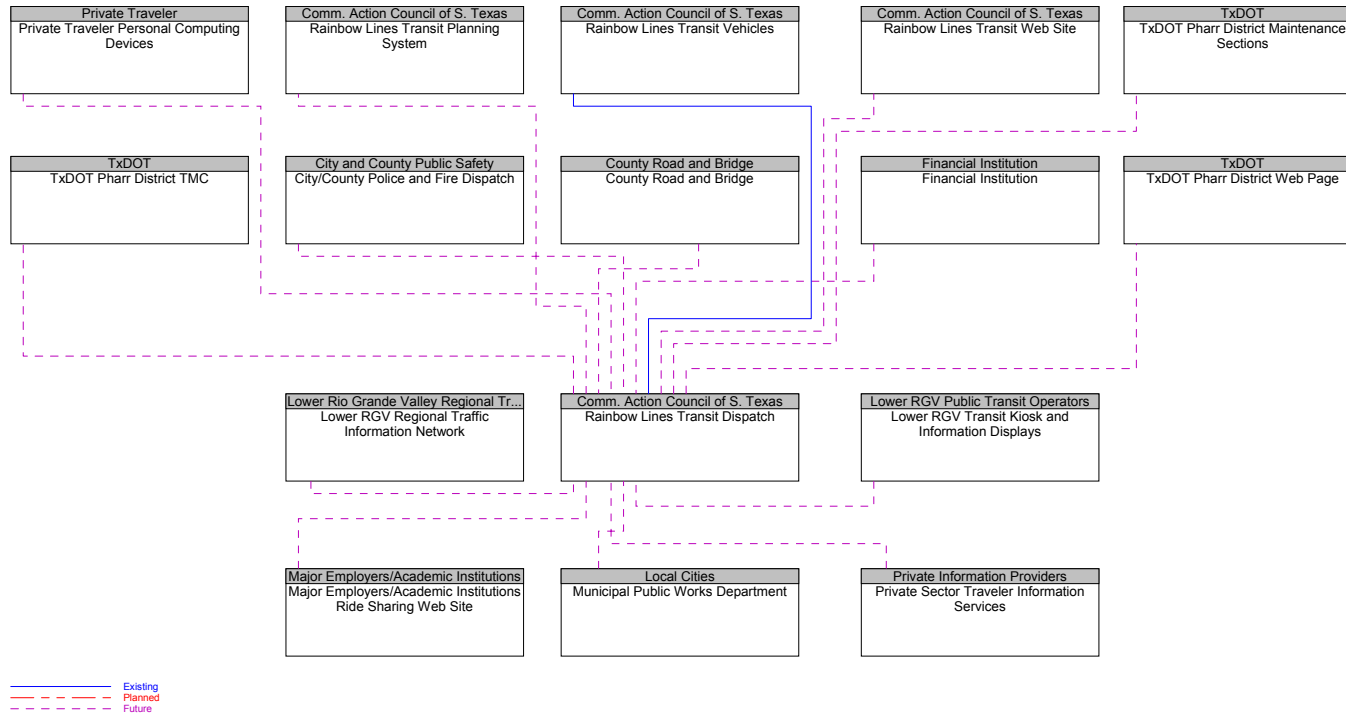 Private Traveler
Private Traveler Personal Computing
Devices
Comm. Action Council of S. Texas
Rainbow Lines Transit Planning
System
Comm. Action Council of S. Texas
Rainbow Lines Transit Vehicles
Comm. Action Council of S. Texas
Rainbow Lines Transit Web Site
TxDOT
TxDOT Pharr District Maintenance
Sections
TxDOT
TxDOT Pharr District TMC
City and County Public Safety
City/County Police and Fire Dispatch
County Road and Bridge
County Road and Bridge
Financial Institution
Financial Institution
TxDOT
TxDOT Pharr District Web Page
Lower Rio Grande Valley Regional Tr...
Lower RGV Regional Traffic
Information Network
Comm. Action Council of S. Texas
Rainbow Lines Transit Dispatch
Lower RGV Public Transit Operators
Lower RGV Transit Kiosk and
Information Displays
Major Employers/Academic Institutions
Major Employers/Academic Institutions
Ride Sharing Web Site
Local Cities
Municipal Public Works Department
Private Information Providers
Private Sector Traveler Information
Services
Existing
Planned
Future